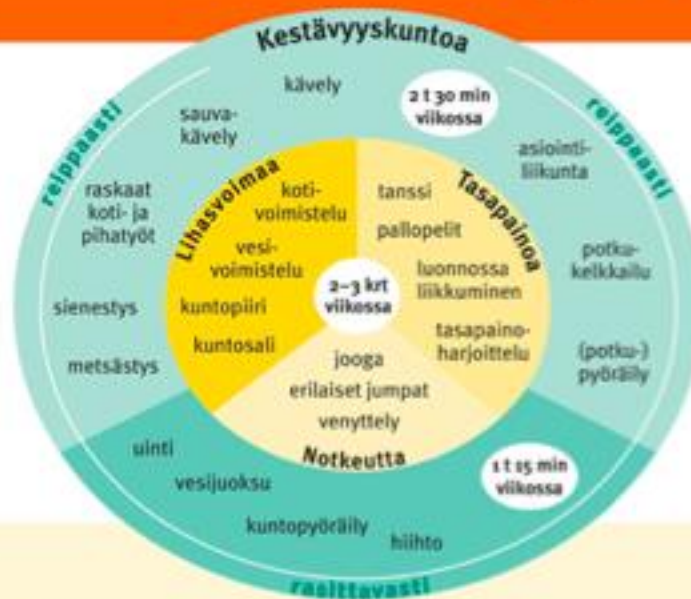 Kestävyyskuntoa
reippaasti
reippaasti
kävely
2 t 30 min
viikossa
sauva-
kävely
asiointi-
liikunta
raskaat
koti- ja
pihatyöt
potku-
kelkkailu
sienestys
metsästys
(potku-)
pyöräily
Lihasvoimaa
koti-
voimistelu
vesi-
voimistelu
kuntopiiri
kuntosali
Tasapainoa
tanssi
pallopelit
luonnossa
liikkuminen
tasapaino-
harjoittelu
2–3 krt
viikossa
jooga
erilaiset jumpat
venyttely
Notkeutta
uinti
vesijuoksu
kuntopyöräily
hiihto
1 t 15 min
viikossa
rasittavasti